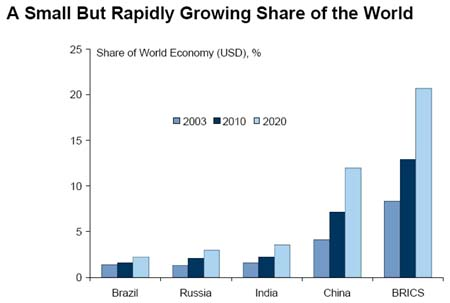 A Small But Rapidly Growing Share of the World
Share of World Economy (USD), %
25
20
15
10
5
0
2003 2010 2020
Brazil Russia India China BRICS